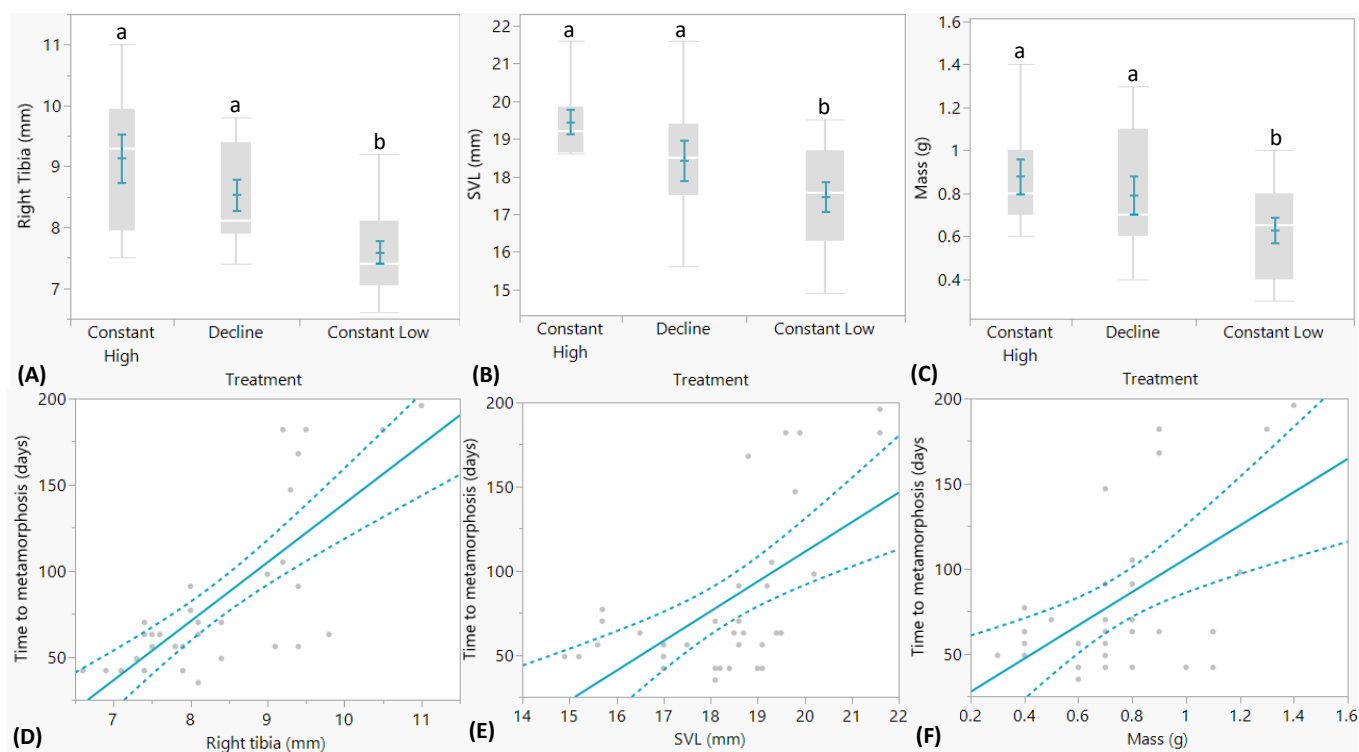 a
a
b
Right Tibia (mm)
11
10
9
8
7
Constant High
Decline
Constant Low
Treatment
(A)
a
a
b
SVL (mm)
22
21
20
19
18
17
16
15
Constant High
Decline
Constant Low
Treatment
(B)
a
a
b
Mass (g)
1.6
1.4
1.2
1
0.8
0.6
0.4
Constant High
Decline
Constant Low
Treatment
(C)
Time to metamorphosis (days)
200
150
100
50
7
8
9
10
11
Right tibia (mm)
(D)
Time to metamorphosis (days)
200
150
100
50
14
15
16
17
18
19
20
21
22
SVL (mm)
(E)
Time to metamorphosis (days
200
150
100
50
0.2
0.4
0.6
0.8
1
1.2
1.4
1.6
Mass (g)
(F)